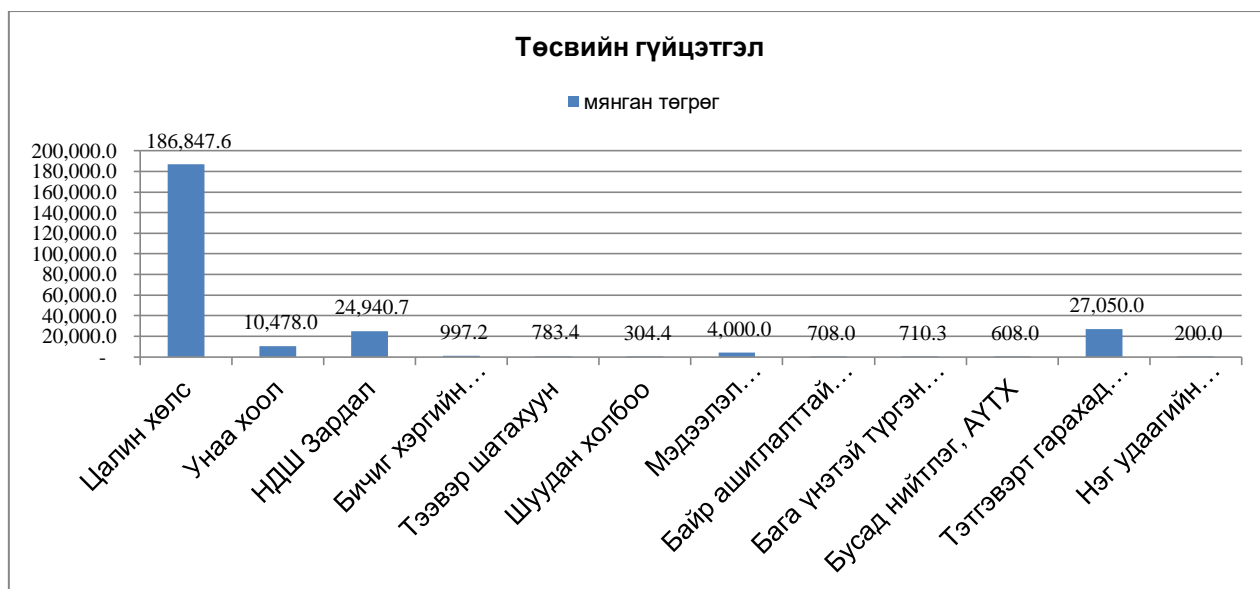 Төсвийн гүйцэтгэл
мянган төгрөг
186,847.6
200,000.0
180,000.0
160,000.0
140,000.0
120,000.0
100,000.0
80,000.0
60,000.0
40,000.0
20,000.0
-
10,478.0
24,940.7
997.2
783.4
304.4
4,000.0
708.0
710.3
608.0
27,050.0
200.0
Цалин хөлс
Унаа хоол
НДШ Зардал
Бичиг хэргийн…
Тээвэр шатахуун
Шуудан холбоо
Мэдээлэл…
Байр ашиглалттай…
Бага үнэтэй түргэн…
Бусад нийтлэг, АҮТХ
Тэтгэвэрт гарахад…
Нэг удаагийн…